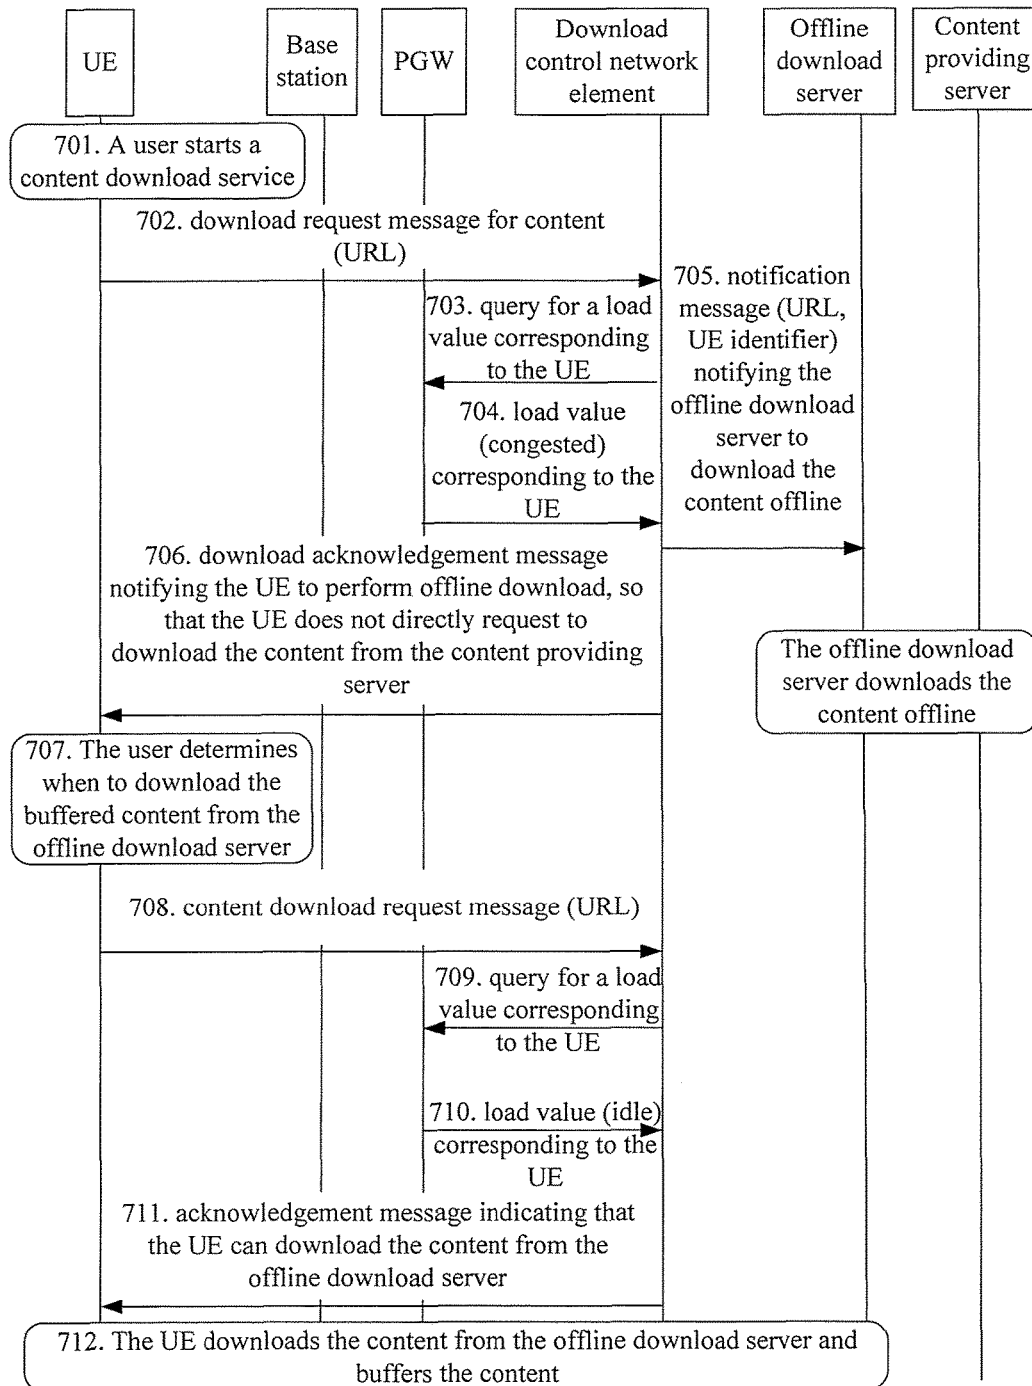 UE
Base
station
PGW
Download
control network
element
Offline
download
server
Content
providing
server
701. A user starts a
content download service
702. download request message for content
(URL)
703. query for a load
value corresponding
to the UE
704. load value
(congested)
corresponding to the
UE
705. notification
message (URL,
UE identifier)
notifying the
offline download
server to
download the
content offline
706. download acknowledgement message
notifying the UE to perform offline download, so
that the UE does not directly request to
download the content from the content providing
server
The offline download
server downloads the
content offline
707. The user determines
when to download the
buffered content from the
offline download server
708. content download request message (URL)
709. query for a load
value corresponding
to the UE
710. load value (idle)
corresponding to the
UE
711. acknowledgement message indicating that
the UE can download the content from the
offline download server
712. The UE downloads the content from the offline download server and
buffers the content